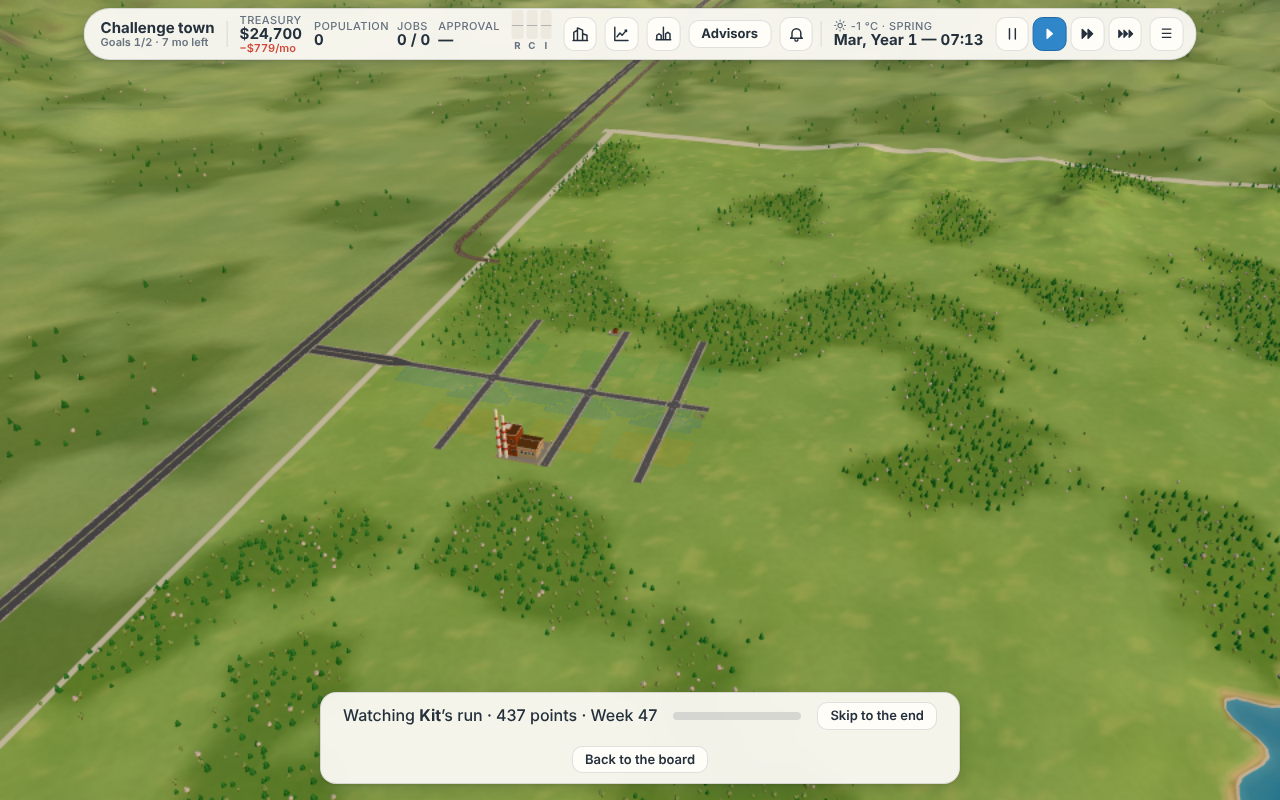 Challenge town
Goals 1/2 · 7 mo left
TREASURY
$24,700
−$779/mo
POPULATION
0
JOBS
0 / 0
APPROVAL
—
R C I
Advisors
-1 °C · SPRING
Mar, Year 1 — 07:13
Watching Kit's run · 437 points · Week 47
Skip to the end
Back to the board